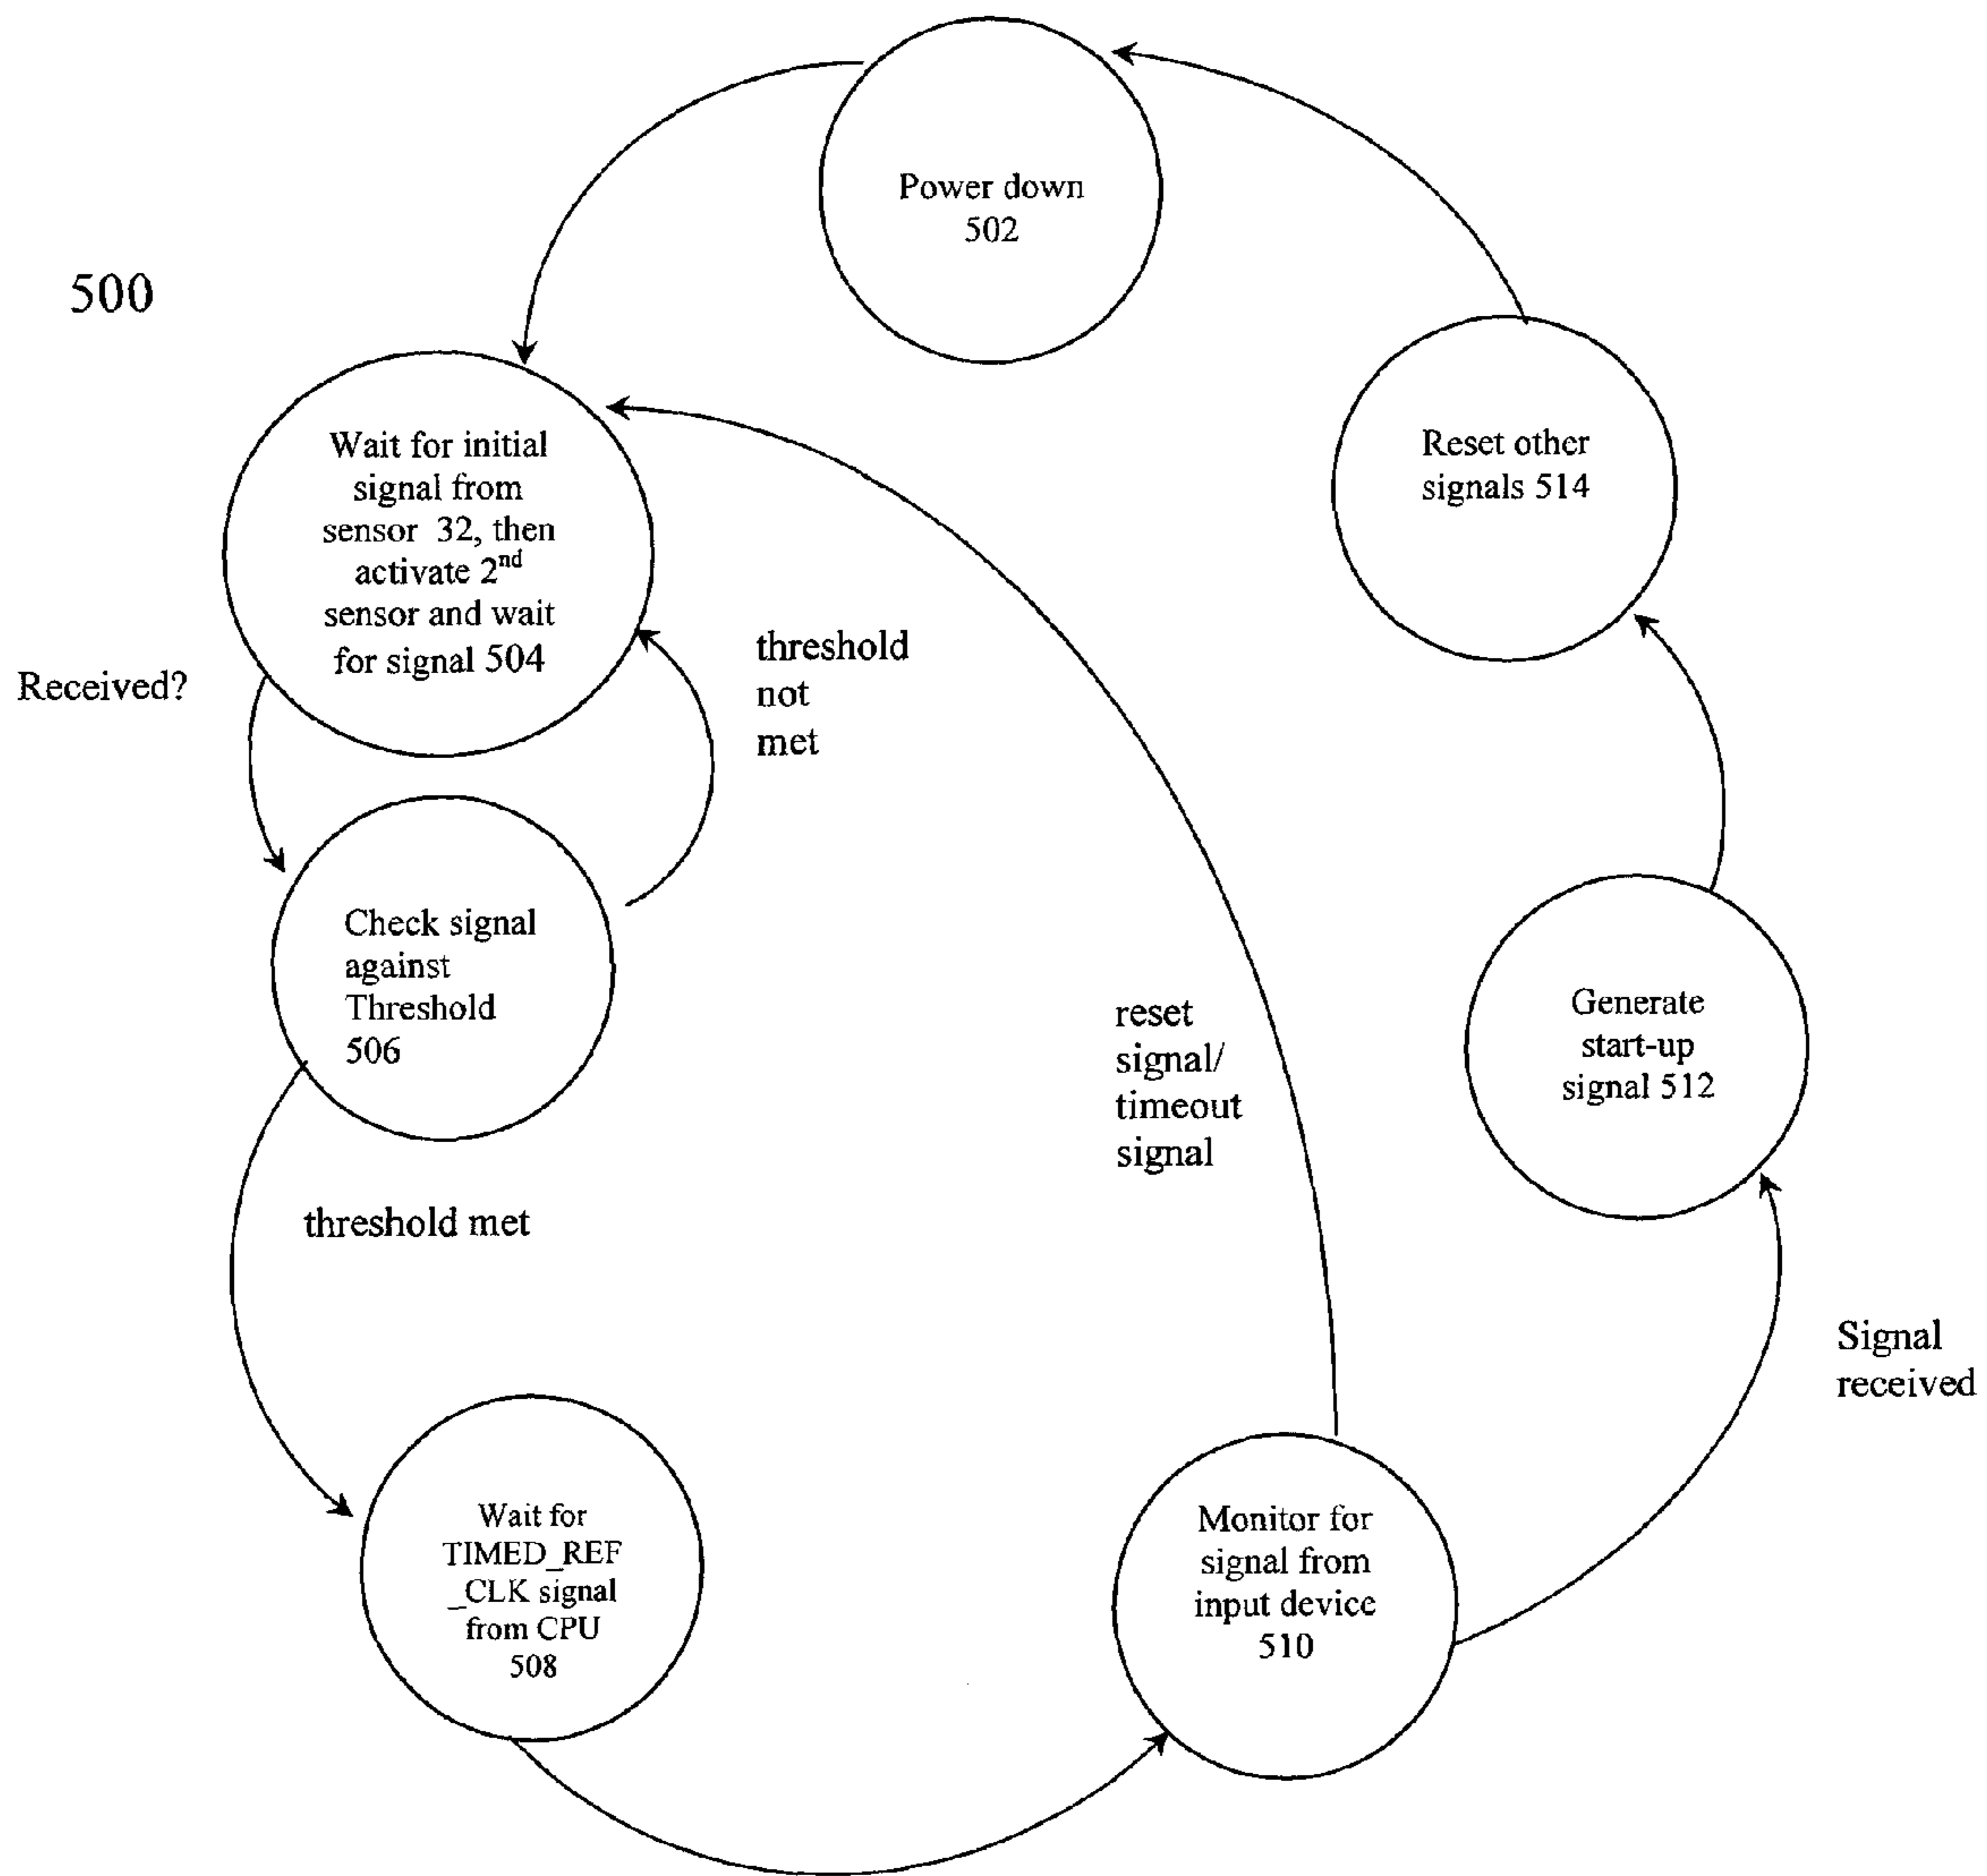 Power down
502
500
Wait for initial
signal from
sensor 32, then
activate 2nd
sensor and wait
for signal 504
Reset other
signals 514
Received?
threshold
not
met
Check signal
against
Threshold
506
reset
signal/
timeout
signal
Generate
start-up
signal 512
threshold met
Signal
received
Wait for
TIMED_REF
_CLK signal
from CPU
508
Monitor for
signal from
input device
510